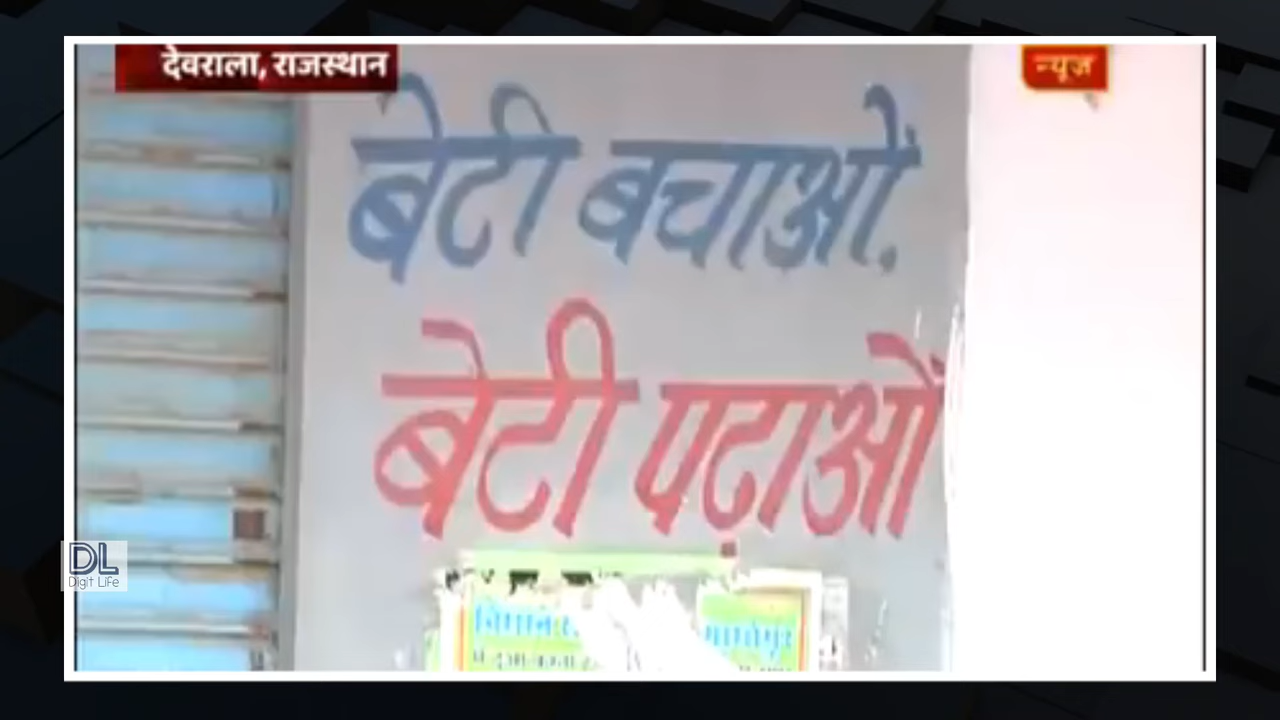 देवराला, राजस्थान
न्यूज़
बेटी बचाओं.
बेटी पढ़ाओं
DL
Digit Life